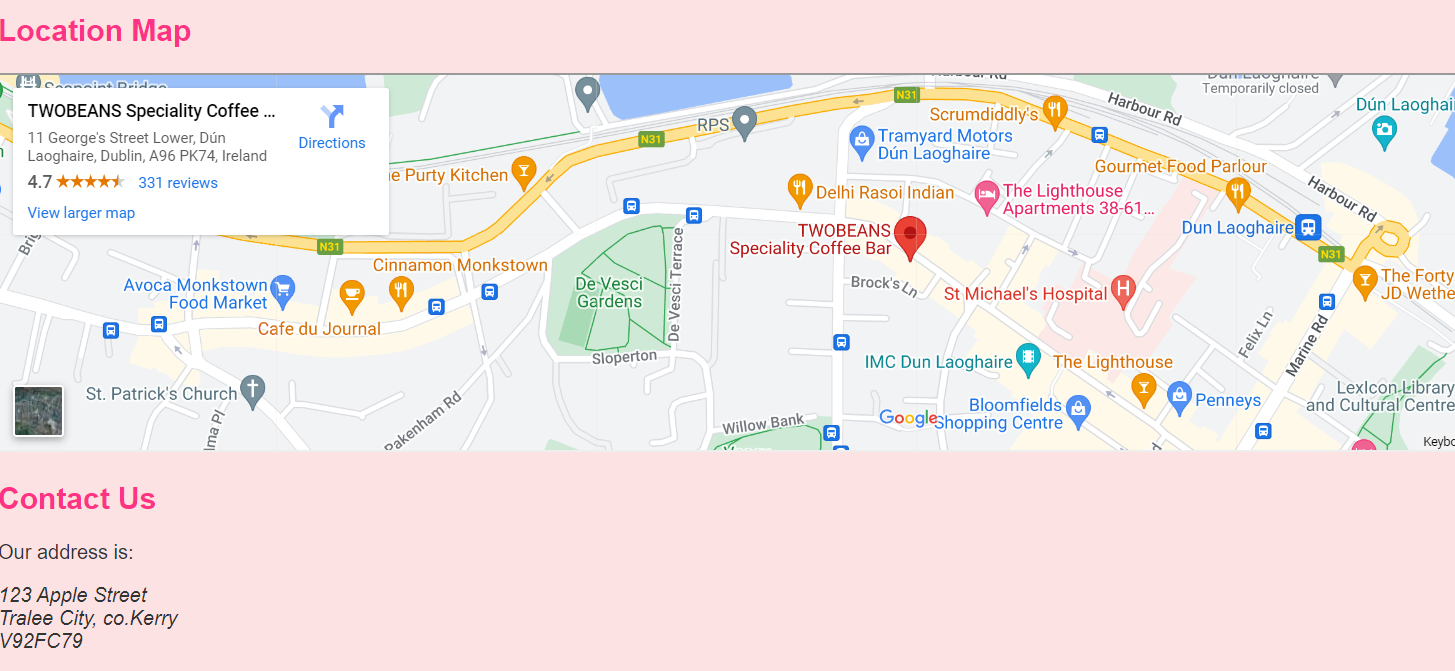 Location Map
Seapoint Bridge
TWOBEANS Speciality Coffee ...
11 George's Street Lower, Dún
Laoghaire, Dublin, A96 PK74, Ireland
4.7
331 reviews
View larger map
Directions
Harbour Rd
Dún Laoghaire
Temporarily closed
N31
Harbour Rd
Scrumdiddly's
RPS
N31
Tramyard Motors
Dún Laoghaire
Gourmet Food Parlour
Purty Kitchen
Delhi Rasoi Indian
The Lighthouse
Apartments 38-61...
Harbour Rd
TWOBEANS
Speciality Coffee Bar
Dun Laoghaire
N31
N31
De Vesci Terrace
Cinnamon Monkstown
De Vesci
Gardens
Avoca Monkstown
Food Market
Cafe du Journal
Brock's Ln
St Michael's Hospital
The Forty
JD Wethe
Felix Ln
Marine Rd
Sloperton
IMC Dun Laoghaire
The Lighthouse
St. Patrick's Church
Pakenham Rd
Willow Bank
Google
Bloomfields
Shopping Centre
Penneys
LexIcon Library
and Cultural Centre
Keybo
Contact Us
Our address is:
123 Apple Street
Tralee City, co.Kerry
V92FC79